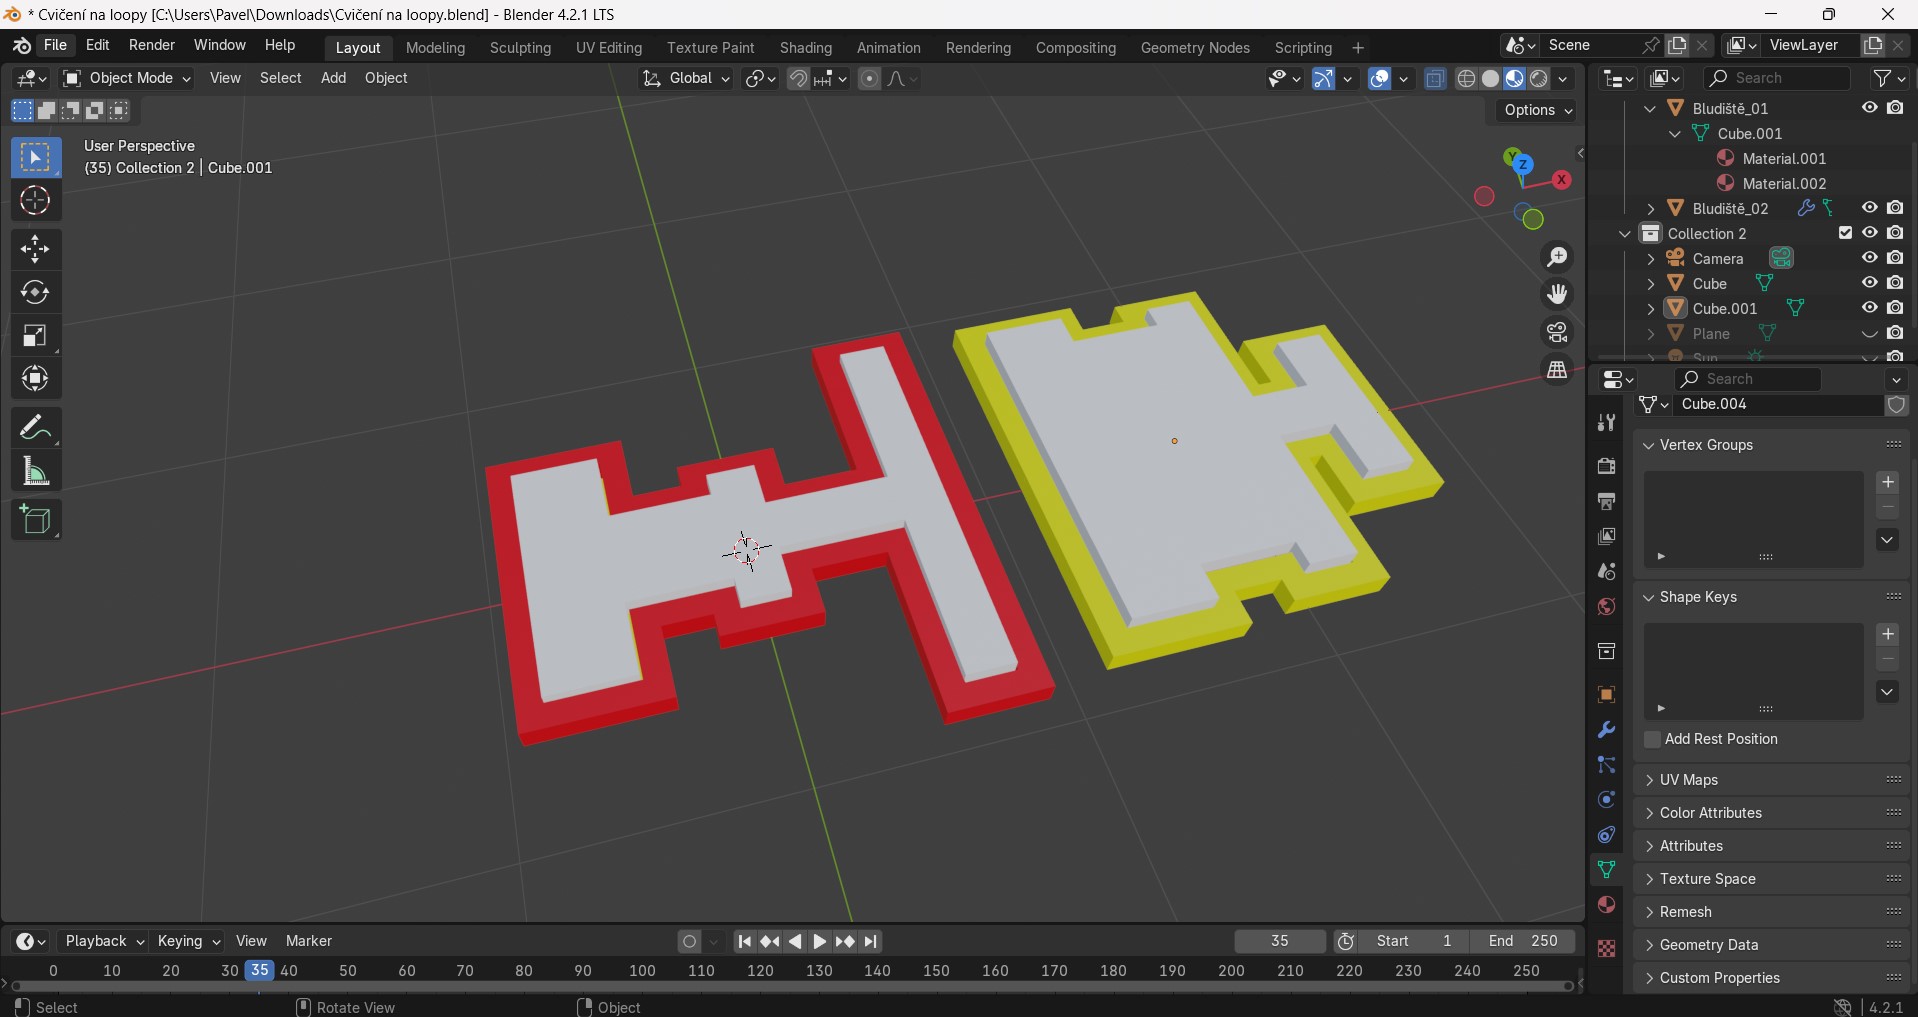 * Cvičení na loopy [C:\Users\Pavel\Downloads\Cvičení na loopy.blend] - Blender 4.2.1 LTS
File Edit Render Window Help Layout Modeling Sculpting UV Editing Texture Paint Shading Animation Rendering Compositing Geometry Nodes Scripting + Scene ViewLayer
Object Mode View Select Add Object Global Search
Options
User Perspective
(35) Collection 2 | Cube.001
Y
Z
X
Bludiště_01
Cube.001
Material.001
Material.002
Bludiště_02
Collection 2
Camera
Cube
Cube.001
Plane
Sun
Search
Cube.004
Vertex Groups
Shape Keys
Add Rest Position
UV Maps
Color Attributes
Attributes
Texture Space
Remesh
Geometry Data
Custom Properties
Playback Keying View Marker 35 Start 1 End 250
0 10 20 30 35 40 50 60 70 80 90 100 110 120 130 140 150 160 170 180 190 200 210 220 230 240 250
Select Rotate View Object 4.2.1